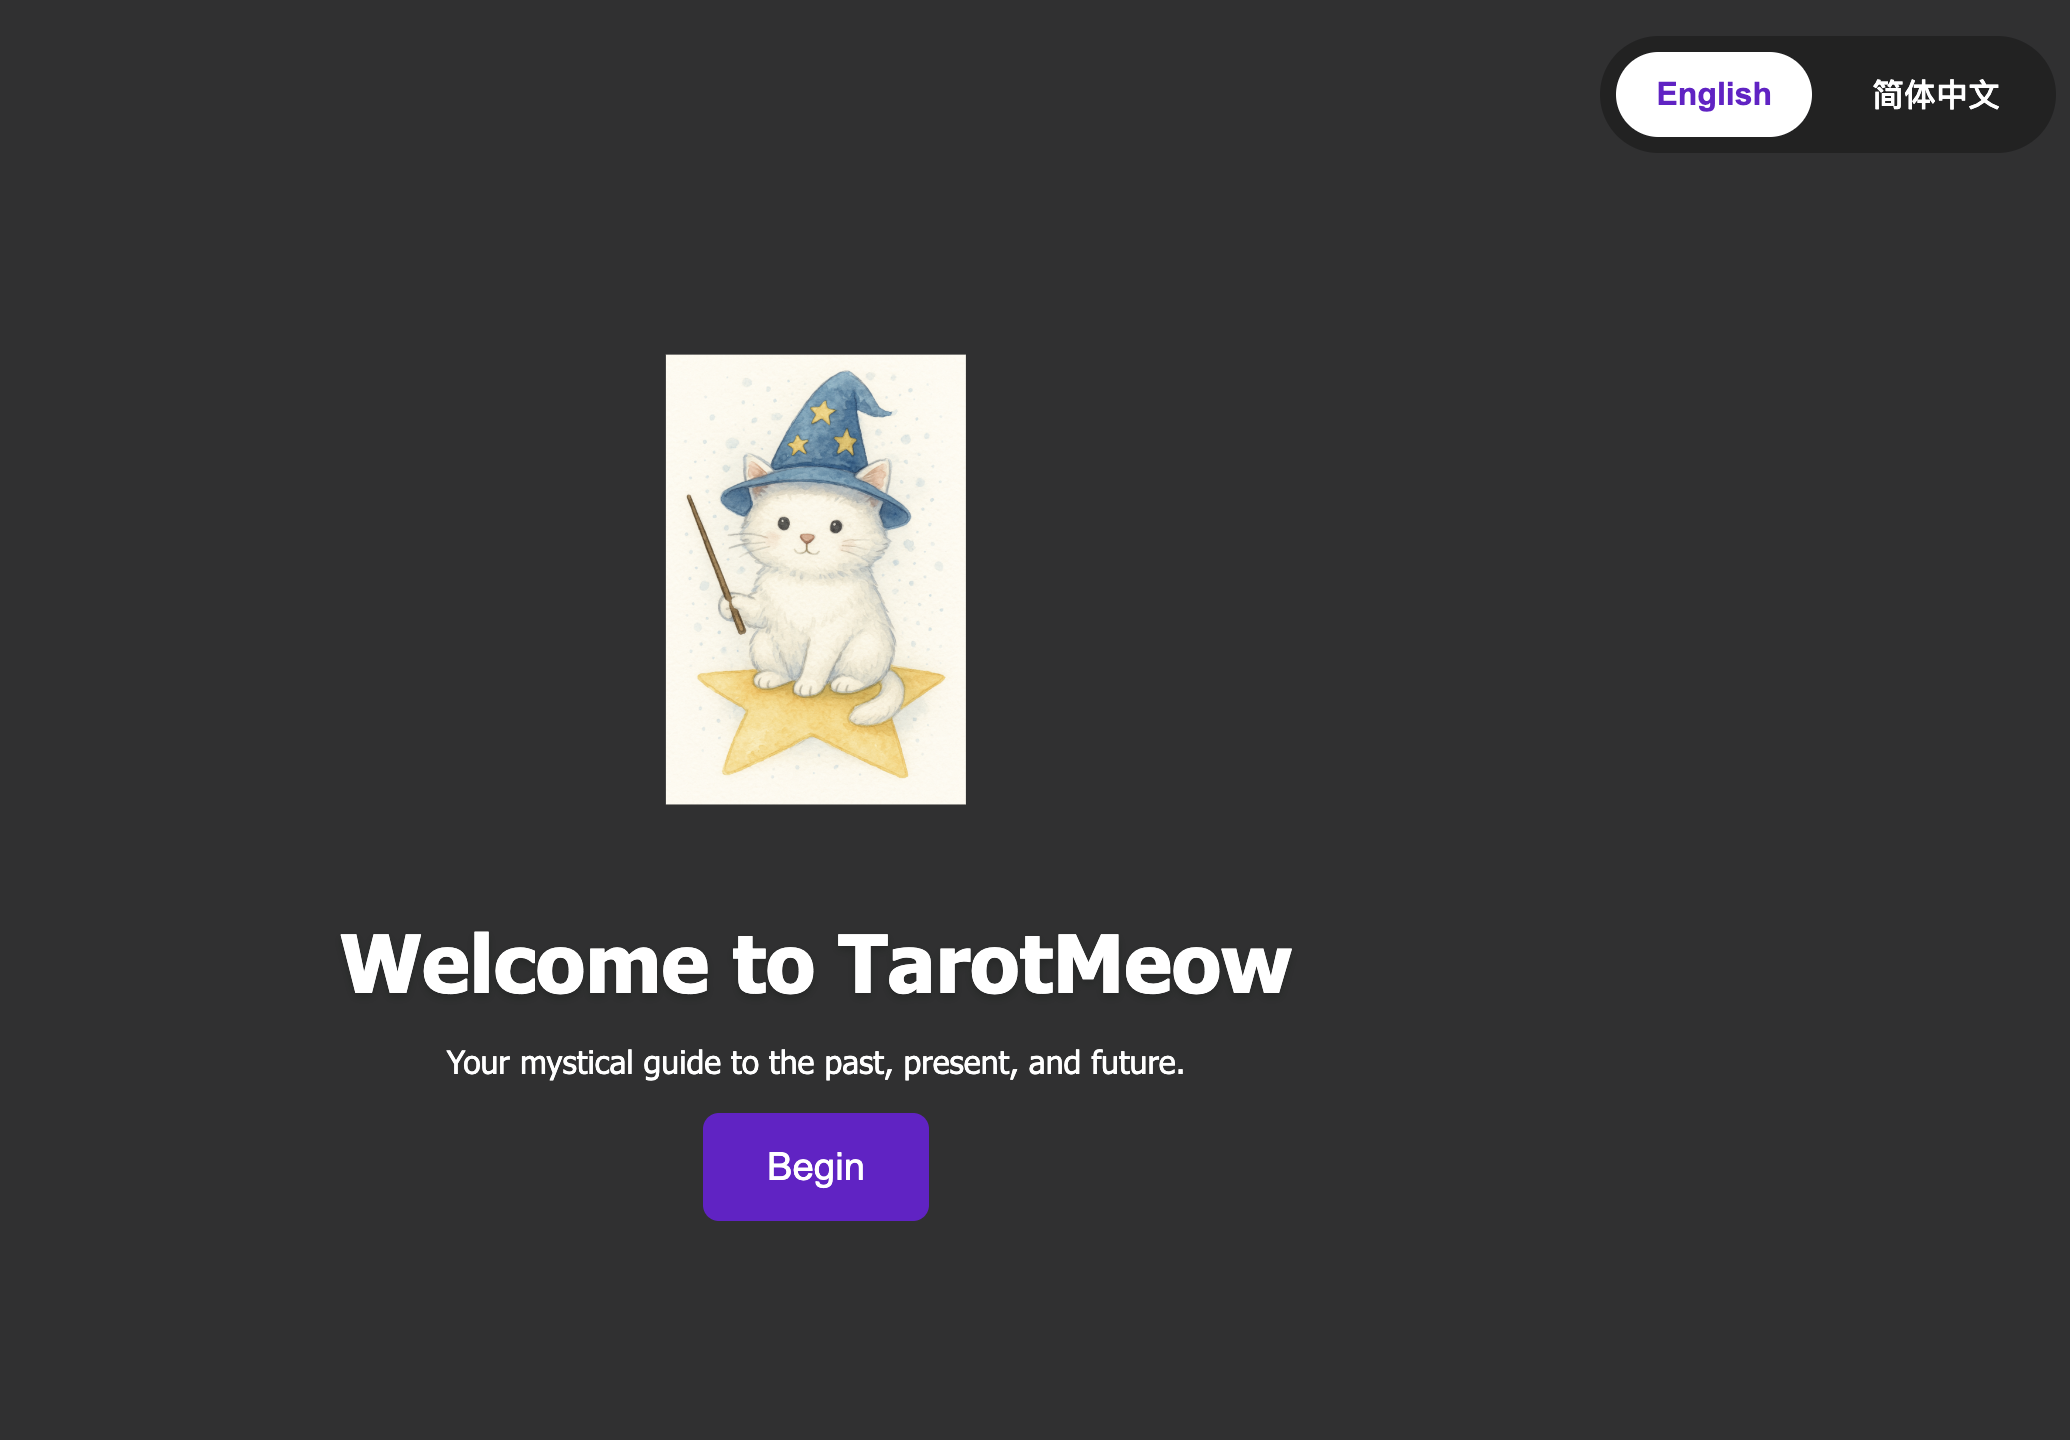 English
简体中文
Welcome to TarotMeow
Your mystical guide to the past, present, and future.
Begin